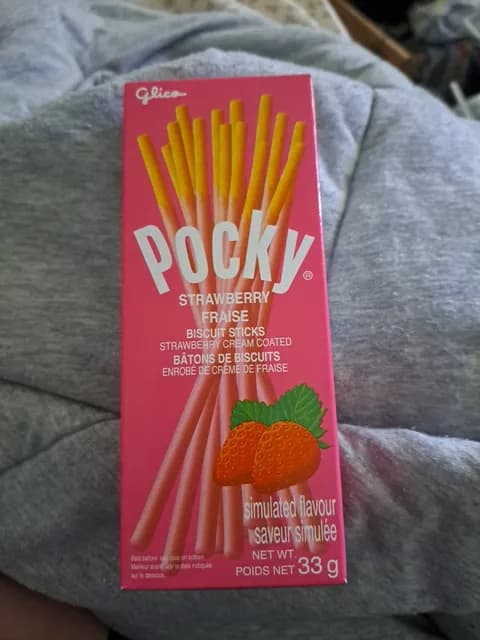 Glico
Pocky®
STRAWBERRY
FRAISE
BISCUIT STICKS
STRAWBERRY CREAM COATED
BÂTONS DE BISCUITS
ENROBÉ DE CRÈME DE FRAISE
simulated flavour
saveur simulée
NET WT.
POIDS NET 33 g